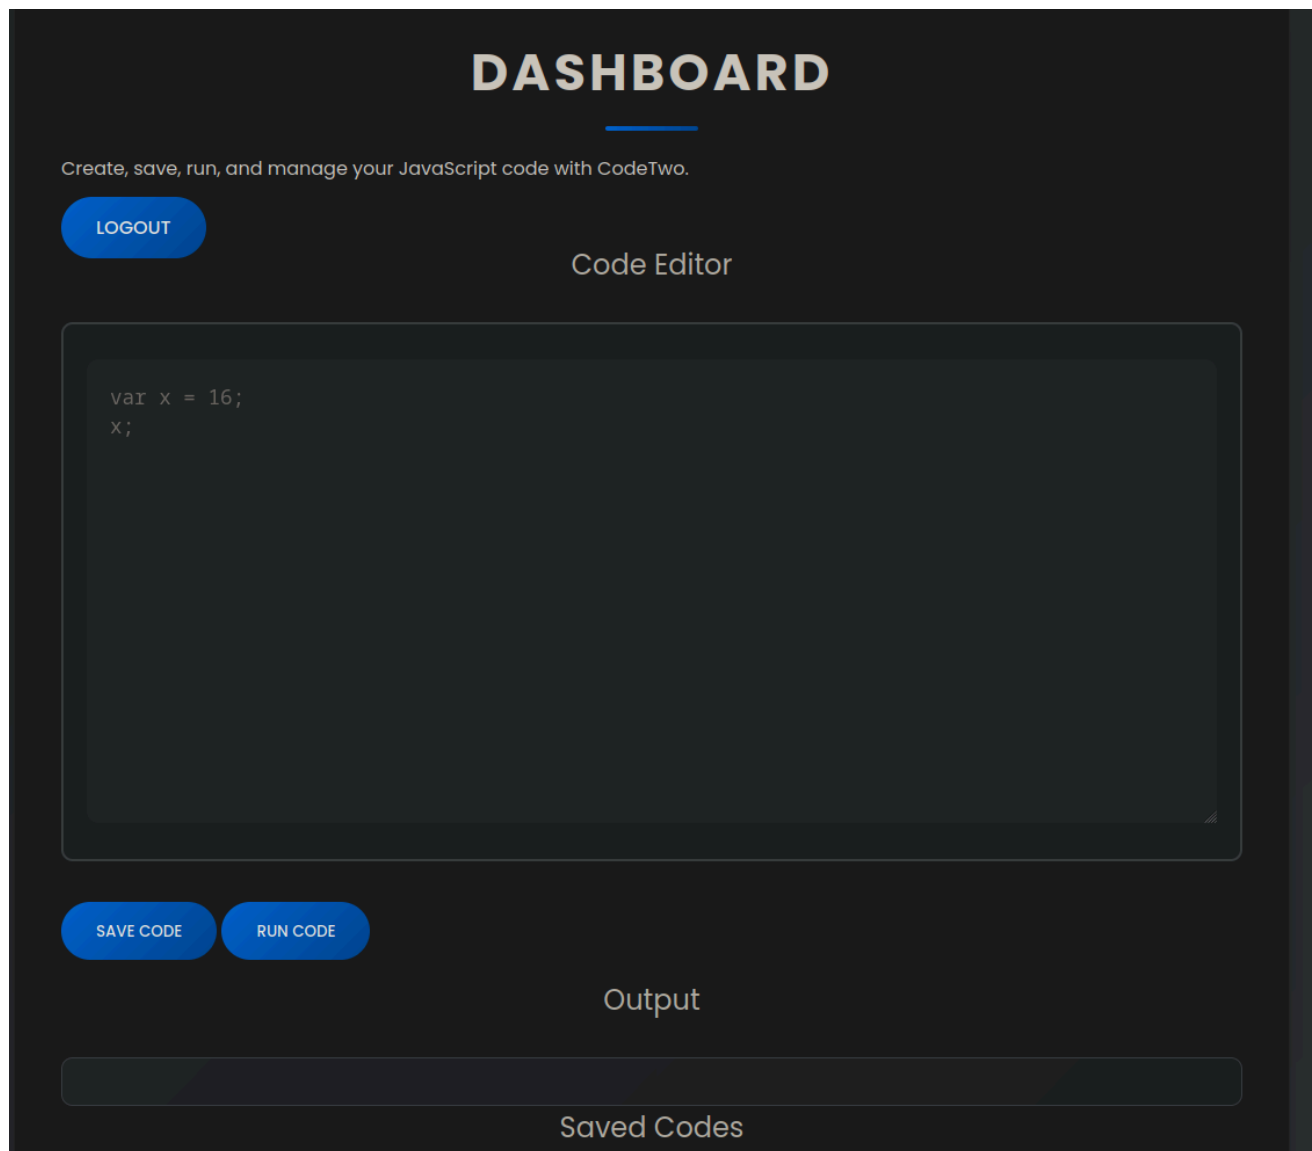 DASHBOARD
Create, save, run, and manage your JavaScript code with CodeTwo.
LOGOUT
Code Editor
var x = 16;
x;
SAVE CODE RUN CODE
Output
Saved Codes